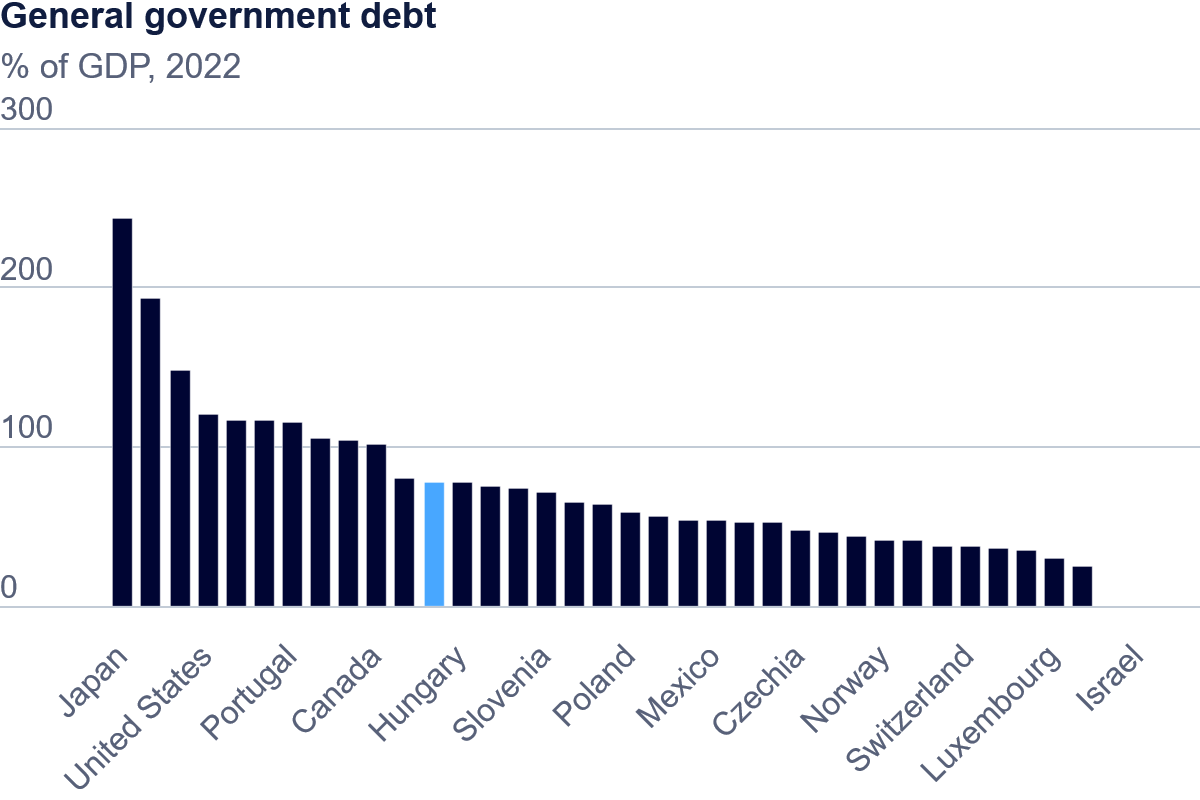 General government debt
% of GDP, 2022
300
200
100
0
Japan
United States
Portugal
Canada
Hungary
Slovenia
Poland
Mexico
Czechia
Norway
Switzerland
Luxembourg
Israel